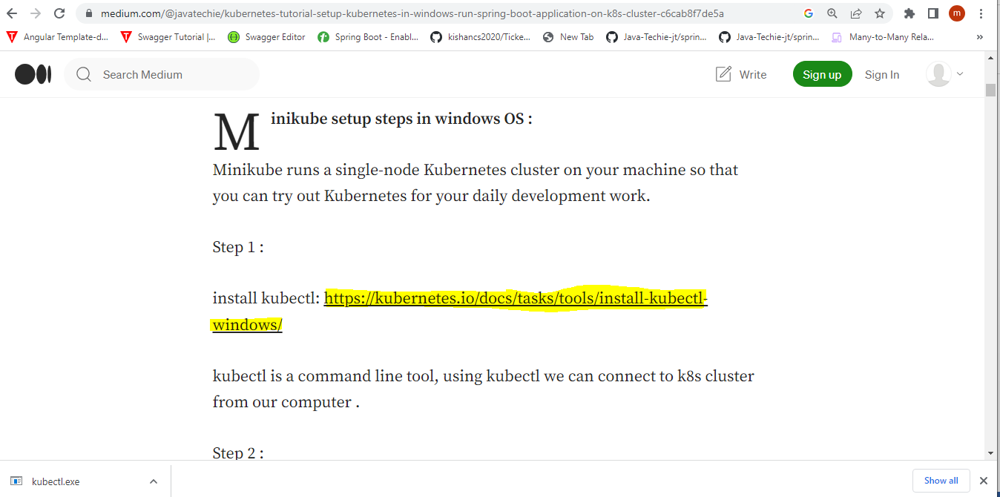 medium.com/@javatechie/kubernetes-tutorial-setup-kubernetes-in-windows-run-spring-boot-application-on-k8s-cluster-c6cab8f7de5a
m
Angular Template-d...
Swagger Tutorial |...
Swagger Editor
Spring Boot - Enabl...
kishancs2020/Ticke...
New Tab
Java-Techie-jt/sprin...
Java-Techie-jt/sprin...
Many-to-Many Rela...
»
Search Medium
Write
Sign up
Sign In
Minikube setup steps in windows OS :
Minikube runs a single-node Kubernetes cluster on your machine so that
you can try out Kubernetes for your daily development work.
Step 1 :
install kubectl: https://kubernetes.io/docs/tasks/tools/install-kubectl-
windows/
kubectl is a command line tool, using kubectl we can connect to k8s cluster
from our computer .
Step 2 :
kubectl.exe
Show all